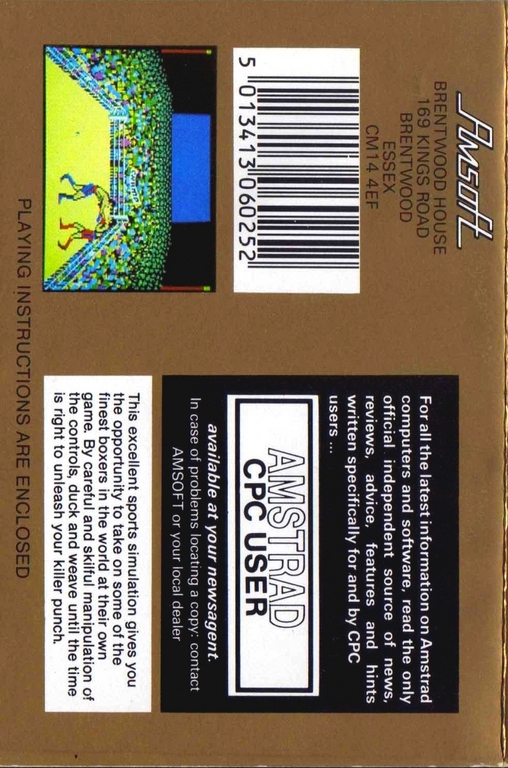 Amsoft
BRENTWOOD HOUSE
169 KINGS ROAD
BRENTWOOD
ESSEX
CM14 4EF
5 013413 060252
For all the latest information on Amstrad
computers and software, read the only
official independent source of news,
reviews, advice, features and hints
written specifically for and by CPC
users ...
AMSTRAD
CPC USER
available at your newsagent.
In case of problems locating a copy: contact
AMSOFT or your local dealer
This excellent sports simulation gives you
the opportunity to take on some of the
finest boxers in the world at their own
game. By careful and skilful manipulation of
the controls, duck and weave until the time
is right to unleash your killer punch.
PLAYING INSTRUCTIONS ARE ENCLOSED